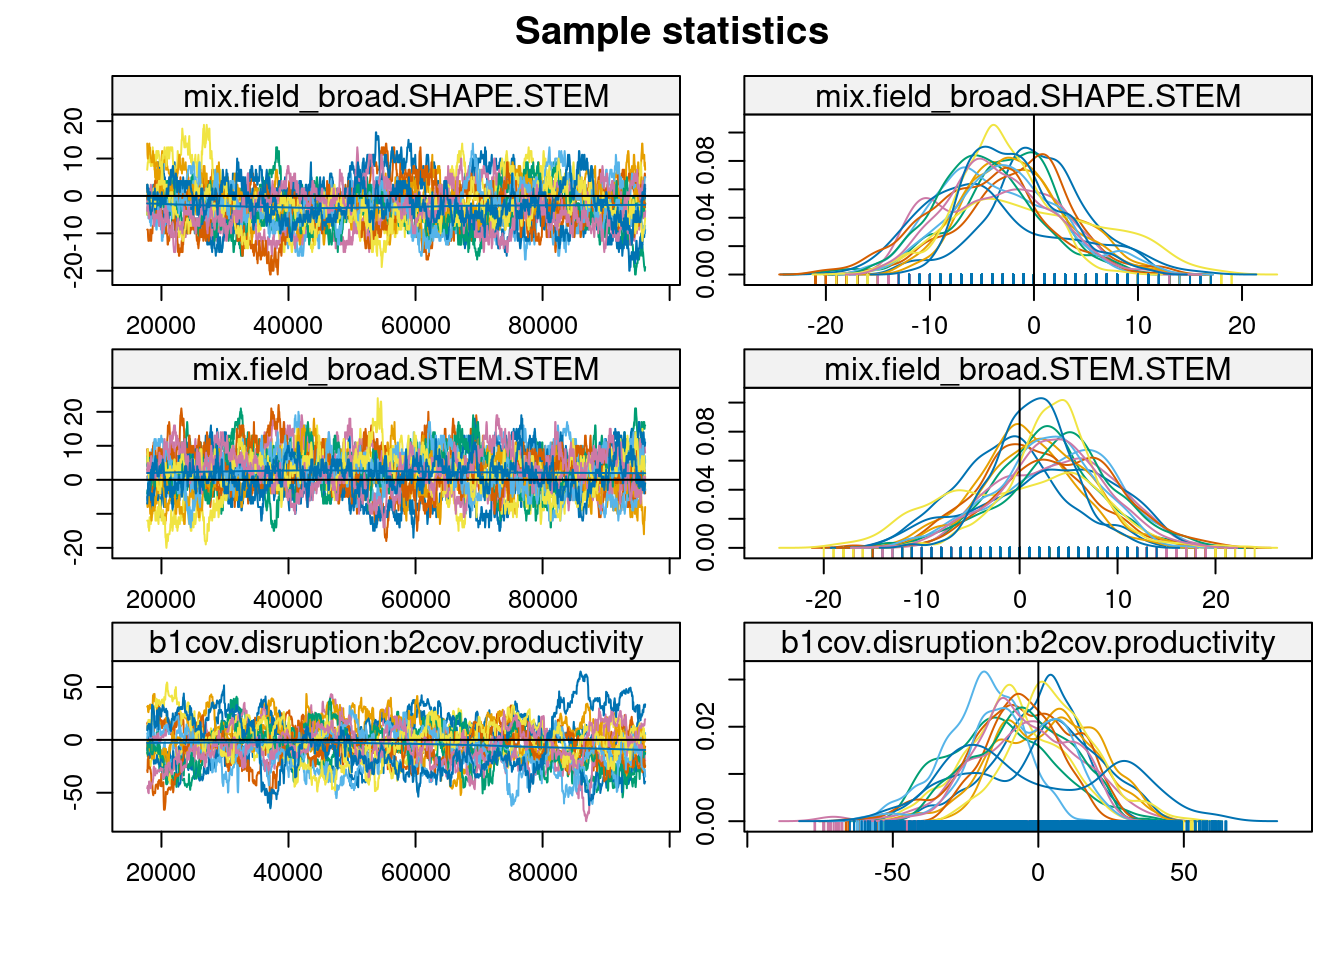 Sample statistics
mix.field_broad.SHAPE.STEM
mix.field_broad.SHAPE.STEM
20
10
0
-10
-20
20000 40000 60000 80000
0.08
0.04
0.00
-20 -10 0 10 20
mix.field_broad.STEM.STEM
mix.field_broad.STEM.STEM
20
10
0
-20
20000 40000 60000 80000
0.08
0.04
0.00
-20 -10 0 10 20
b1cov.disruption:b2cov.productivity
b1cov.disruption:b2cov.productivity
50
0
-50
20000 40000 60000 80000
0.02
0.00
-50 0 50